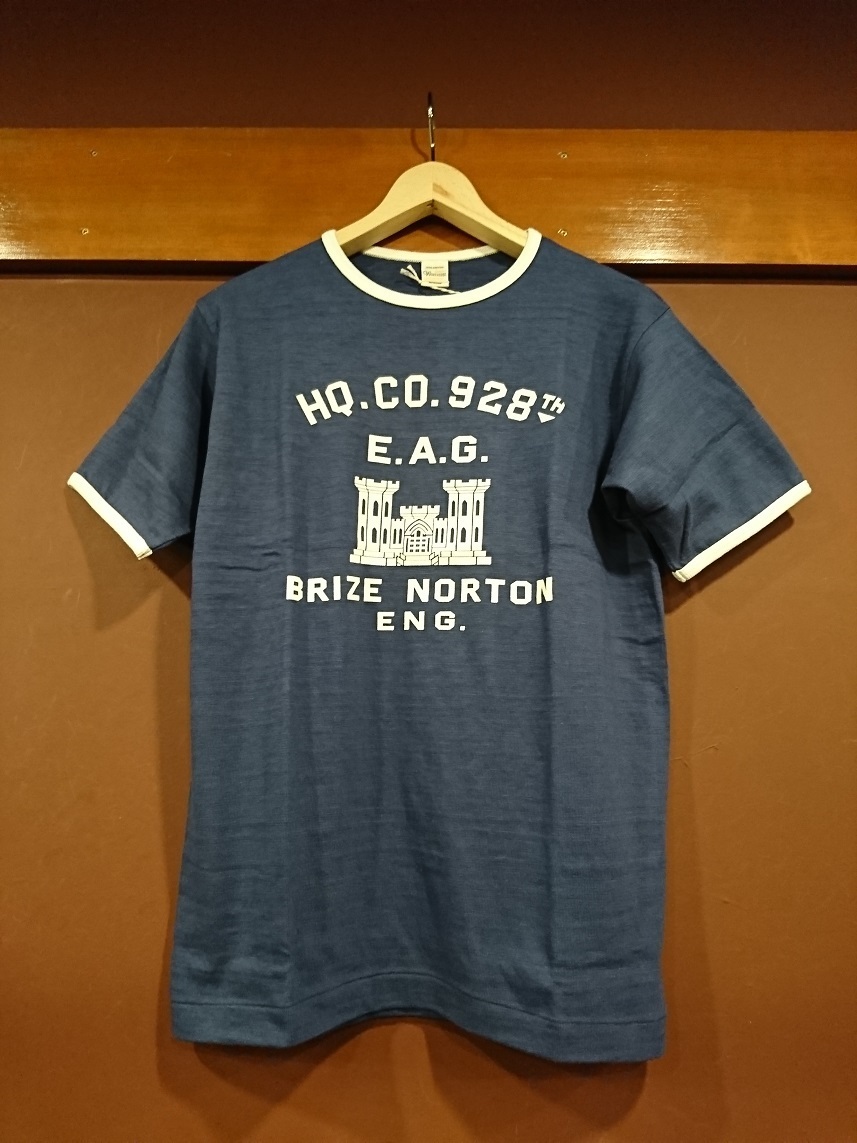 HQ.CO.928TH
E.A.G.
BRIZE NORTON
ENG.